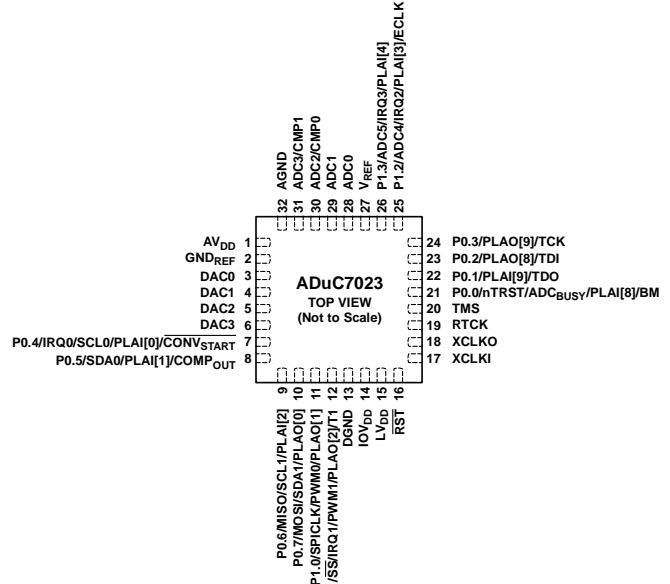 P1.3/ADC5/IRQ3/PLAI[4]
P1.2/ADC4/IRQ2/PLAI[3]/ECLK
AGND
ADC3/CMP1
ADC2/CMP0
ADC1
ADC0
VREF
32 31 30 29 28 27 26 25
AVDD 1
GNDREF 2
DAC0 3
DAC1 4
DAC2 5
DAC3 6
P0.4/IRQ0/SCL0/PLAI[0]/CONVSTART 7
P0.5/SDA0/PLAI[1]/COMPOUT 8
ADuC7023
TOP VIEW
(Not to Scale)
24 P0.3/PLAO[9]/TCK
23 P0.2/PLAO[8]/TDI
22 P0.1/PLAI[9]/TDO
21 P0.0/nTRST/ADCBUSY/PLAI[8]/BM
20 TMS
19 RTCK
18 XCLKO
17 XCLKI
9 10 11 12 13 14 15 16
P0.6/MISO/SCL1/PLAI[2]
P0.7/MOSI/SDA1/PLAO[0]
P1.0/SPICLK/PWM0/PLAO[1]
/SS/IRQ1/PWM1/PLAO[2]/T1
DGND
IOVDD
LVDD
RST